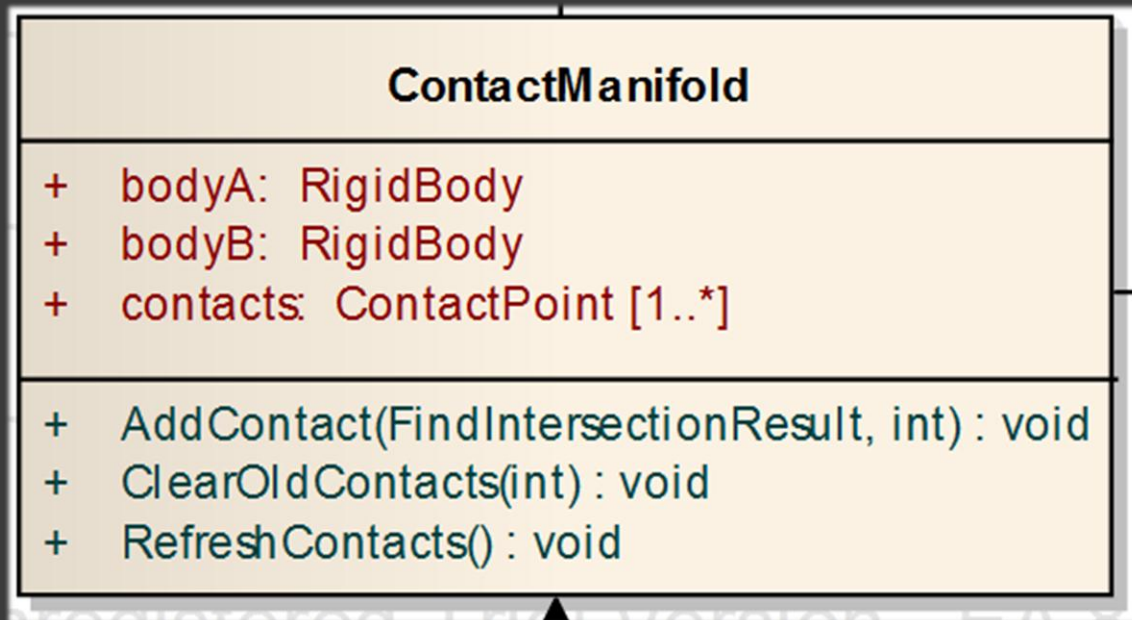 ContactManifold
+ bodyA: RigidBody
+ bodyB: RigidBody
+ contacts: ContactPoint [1..*]
+ AddContact(FindIntersectionResult, int) : void
+ ClearOldContacts(int) : void
+ RefreshContacts() : void